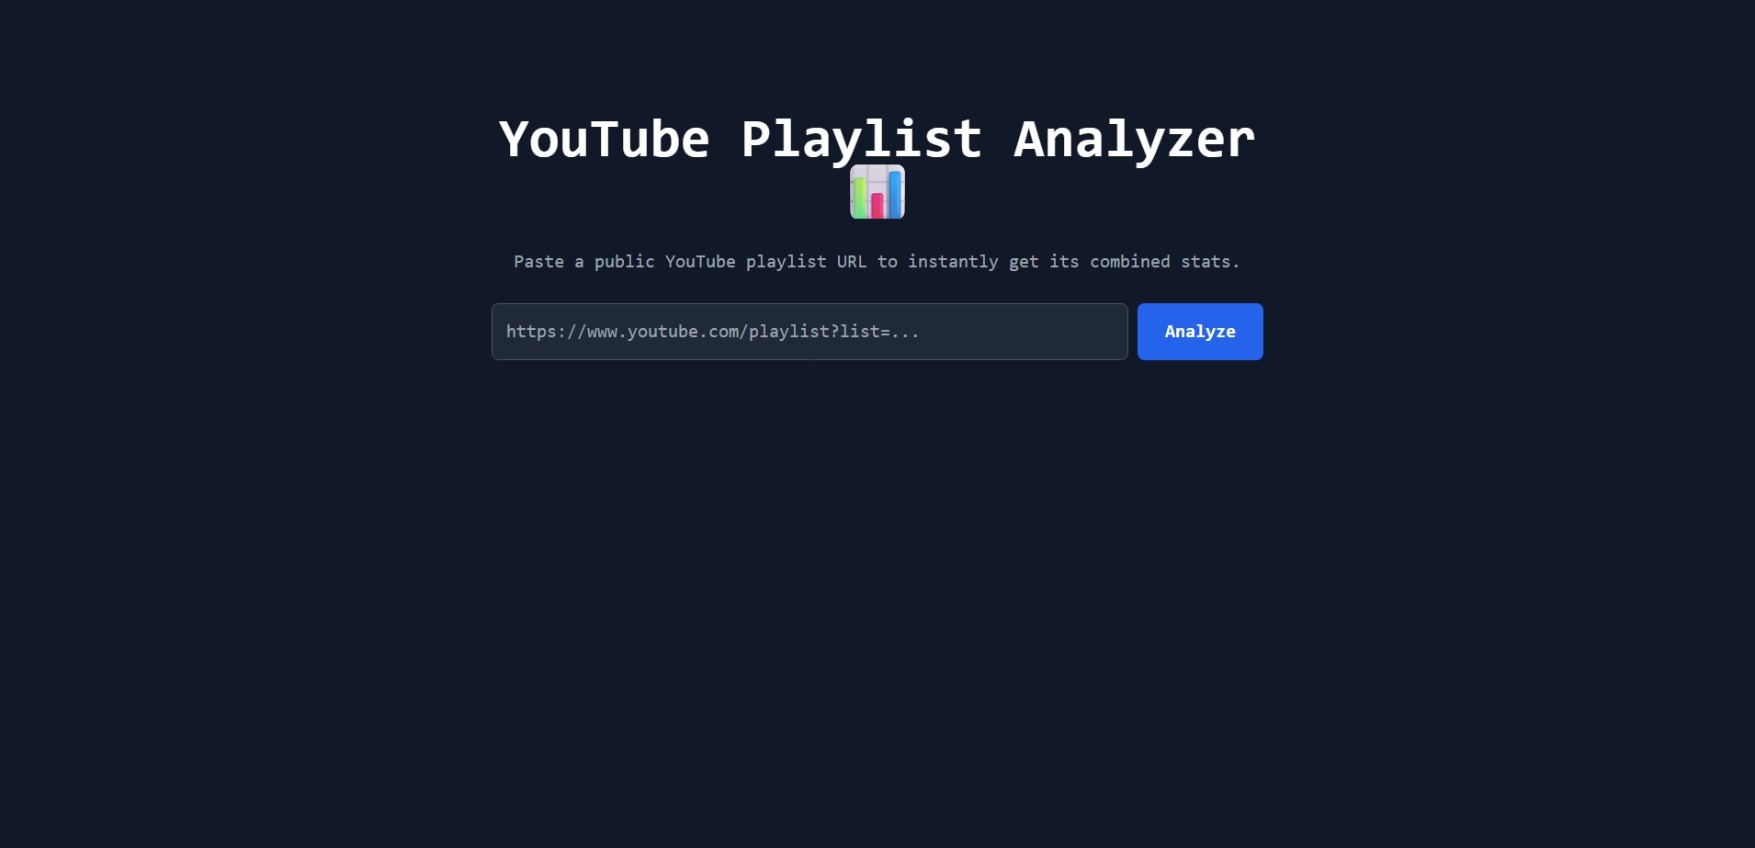 YouTube Playlist Analyzer
Paste a public YouTube playlist URL to instantly get its combined stats.
https://www.youtube.com/playlist?list=...
Analyze